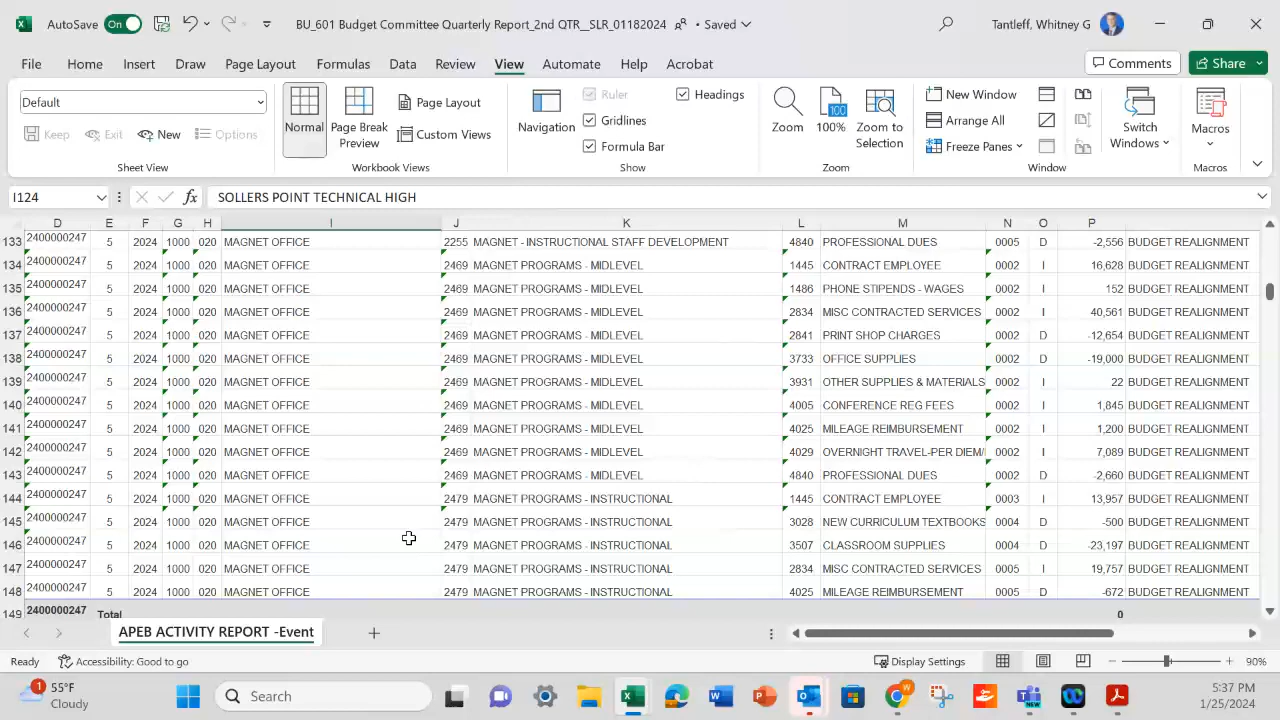 AutoSave On BU_601 Budget Committee Quarterly Report_2nd QTR__SLR_01182024 • Saved Tantleff, Whitney G
File Home Insert Draw Page Layout Formulas Data Review View Automate Help Acrobat Comments Share
Default
Keep Exit New Options
Sheet View
Normal Page Break Preview Page Layout Custom Views
Workbook Views
Navigation Ruler Gridlines Formula Bar Headings
Show
Zoom 100% Zoom to Selection
Zoom
New Window Arrange All Freeze Panes Switch Windows
Window
Macros
Macros
I124 fx SOLLERS POINT TECHNICAL HIGH
D E F G H I J K L M N O P
133 2400000247 5 2024 1000 020 MAGNET OFFICE 2255 MAGNET - INSTRUCTIONAL STAFF DEVELOPMENT 4840 PROFESSIONAL DUES 0005 D -2,556 BUDGET REALIGNMENT
134 2400000247 5 2024 1000 020 MAGNET OFFICE 2469 MAGNET PROGRAMS - MIDLEVEL 1445 CONTRACT EMPLOYEE 0002 I 16,628 BUDGET REALIGNMENT
135 2400000247 5 2024 1000 020 MAGNET OFFICE 2469 MAGNET PROGRAMS - MIDLEVEL 1486 PHONE STIPENDS - WAGES 0002 I 152 BUDGET REALIGNMENT
136 2400000247 5 2024 1000 020 MAGNET OFFICE 2469 MAGNET PROGRAMS - MIDLEVEL 2834 MISC CONTRACTED SERVICES 0002 I 40,561 BUDGET REALIGNMENT
137 2400000247 5 2024 1000 020 MAGNET OFFICE 2469 MAGNET PROGRAMS - MIDLEVEL 2841 PRINT SHOP CHARGES 0002 D -12,654 BUDGET REALIGNMENT
138 2400000247 5 2024 1000 020 MAGNET OFFICE 2469 MAGNET PROGRAMS - MIDLEVEL 3733 OFFICE SUPPLIES 0002 D -19,000 BUDGET REALIGNMENT
139 2400000247 5 2024 1000 020 MAGNET OFFICE 2469 MAGNET PROGRAMS - MIDLEVEL 3931 OTHER SUPPLIES & MATERIALS 0002 I 22 BUDGET REALIGNMENT
140 2400000247 5 2024 1000 020 MAGNET OFFICE 2469 MAGNET PROGRAMS - MIDLEVEL 4005 CONFERENCE REG FEES 0002 I 1,845 BUDGET REALIGNMENT
141 2400000247 5 2024 1000 020 MAGNET OFFICE 2469 MAGNET PROGRAMS - MIDLEVEL 4025 MILEAGE REIMBURSEMENT 0002 I 1,200 BUDGET REALIGNMENT
142 2400000247 5 2024 1000 020 MAGNET OFFICE 2469 MAGNET PROGRAMS - MIDLEVEL 4029 OVERNIGHT TRAVEL-PER DIEM/ 0002 I 7,089 BUDGET REALIGNMENT
143 2400000247 5 2024 1000 020 MAGNET OFFICE 2469 MAGNET PROGRAMS - MIDLEVEL 4840 PROFESSIONAL DUES 0002 D -2,660 BUDGET REALIGNMENT
144 2400000247 5 2024 1000 020 MAGNET OFFICE 2479 MAGNET PROGRAMS - INSTRUCTIONAL 1445 CONTRACT EMPLOYEE 0003 I 13,957 BUDGET REALIGNMENT
145 2400000247 5 2024 1000 020 MAGNET OFFICE 2479 MAGNET PROGRAMS - INSTRUCTIONAL 3028 NEW CURRICULUM TEXTBOOKS 0004 D -500 BUDGET REALIGNMENT
146 2400000247 5 2024 1000 020 MAGNET OFFICE 2479 MAGNET PROGRAMS - INSTRUCTIONAL 3507 CLASSROOM SUPPLIES 0004 D -23,197 BUDGET REALIGNMENT
147 2400000247 5 2024 1000 020 MAGNET OFFICE 2479 MAGNET PROGRAMS - INSTRUCTIONAL 2834 MISC CONTRACTED SERVICES 0005 I 19,757 BUDGET REALIGNMENT
148 2400000247 5 2024 1000 020 MAGNET OFFICE 2479 MAGNET PROGRAMS - INSTRUCTIONAL 4025 MILEAGE REIMBURSEMENT 0005 D -672 BUDGET REALIGNMENT
149 2400000247 Total 0
APEB ACTIVITY REPORT -Event
Ready Accessibility: Good to go Display Settings 90%
1 55°F Cloudy Search NEW 5:37 PM
1/25/2024